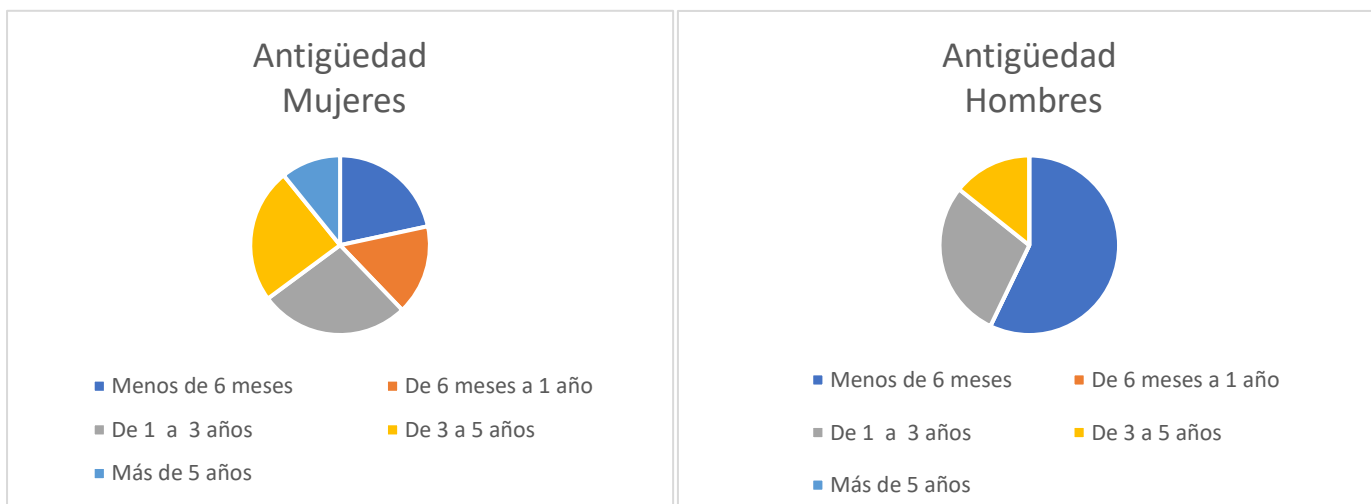 Antigüedad
Mujeres
Menos de 6 meses
De 6 meses a 1 año
De 1 a 3 años
De 3 a 5 años
Más de 5 años
Antigüedad
Hombres
Menos de 6 meses
De 6 meses a 1 año
De 1 a 3 años
De 3 a 5 años
Más de 5 años